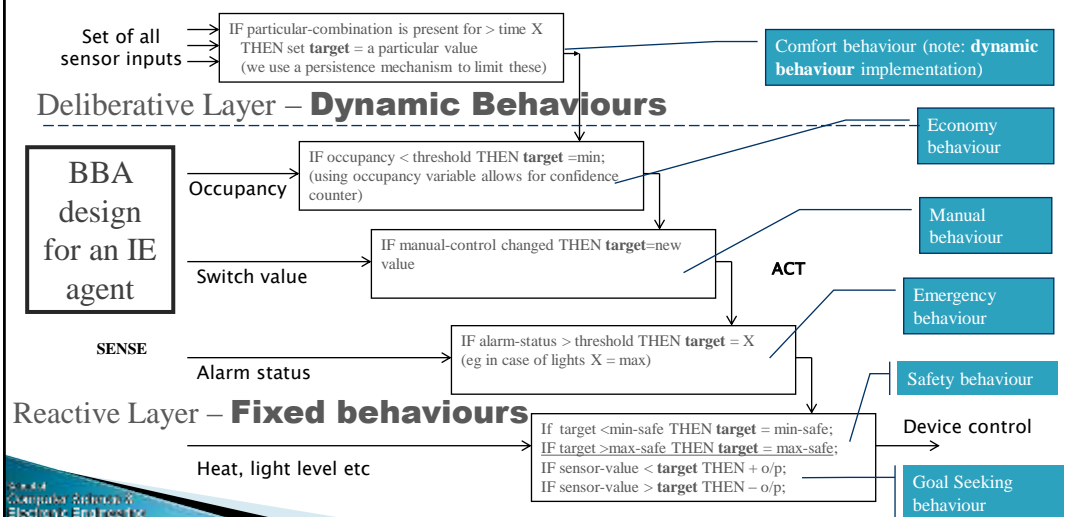 Set of all
sensor inputs
IF particular-combination is present for > time X
THEN set target = a particular value
(we use a persistence mechanism to limit these)
Comfort behaviour (note: dynamic
behaviour implementation)
Deliberative Layer – Dynamic Behaviours
Economy
behaviour
BBA
design
for an IE
agent
Occupancy
IF occupancy < threshold THEN target =min;
(using occupancy variable allows for confidence
counter)
Manual
behaviour
Switch value
IF manual-control changed THEN target=new
value
ACT
Emergency
behaviour
SENSE
Alarm status
IF alarm-status > threshold THEN target = X
(eg in case of lights X = max)
Safety behaviour
Reactive Layer – Fixed behaviours
Heat, light level etc
If target <min-safe THEN target = min-safe;
IF target >max-safe THEN target = max-safe;
IF sensor-value < target THEN + o/p;
IF sensor-value > target THEN – o/p;
Device control
Goal Seeking
behaviour
Computer Science &
Electronic Engineering